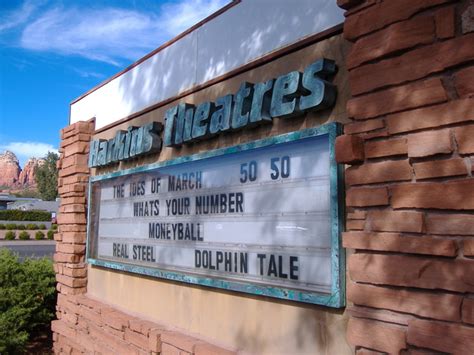 Harkins Theatres
THE IDES OF MARCH 50 50
WHATS YOUR NUMBER
MONEYBALL
REAL STEEL DOLPHIN TALE